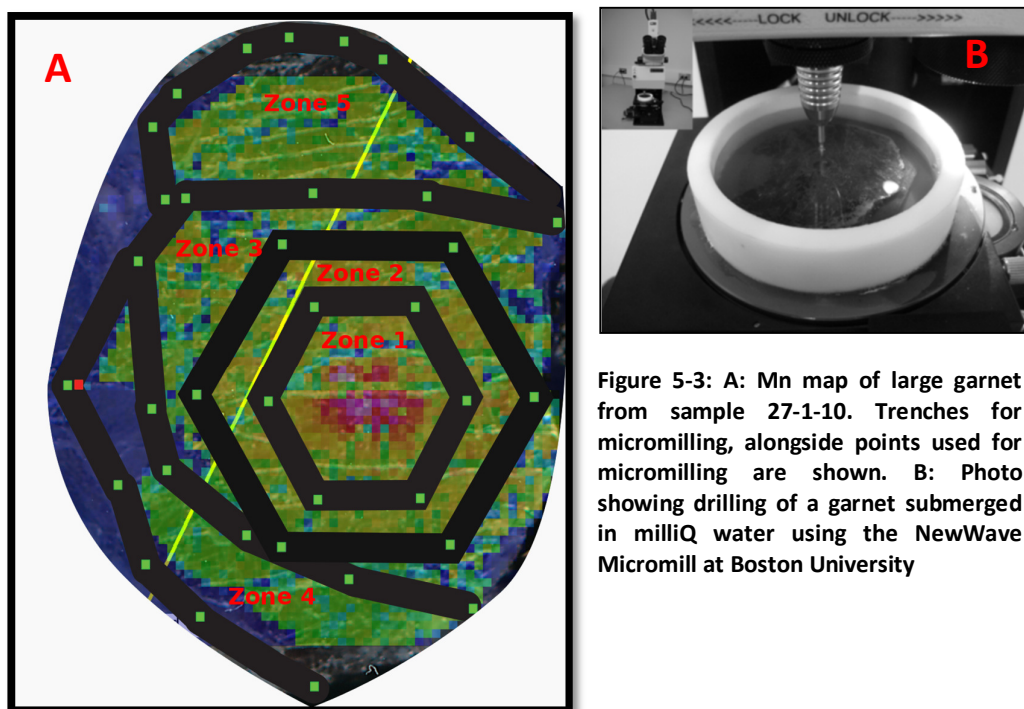 A
Zone 5
Zone 3
Zone 2
Zone 1
Zone 4
<<<<<----LOCK UNLOCK---->>>>>
B
Figure 5-3: A: Mn map of large garnet
from sample 27-1-10. Trenches for
micromilling, alongside points used for
micromilling are shown. B: Photo
showing drilling of a garnet submerged
in milliQ water using the NewWave
Micromill at Boston University